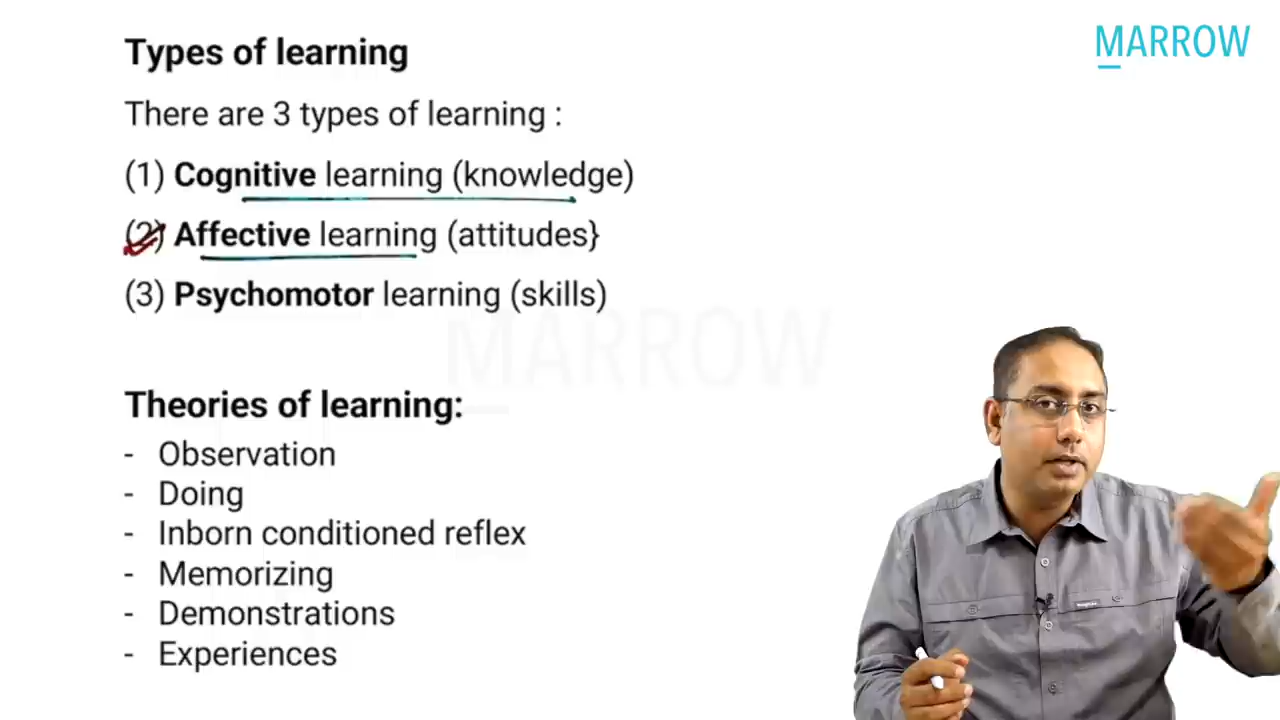 MARROW
Types of learning
There are 3 types of learning :
(1) Cognitive learning (knowledge)
(2) Affective learning (attitudes}
(3) Psychomotor learning (skills)
MARROW
Theories of learning:
- Observation
- Doing
- Inborn conditioned reflex
- Memorizing
- Demonstrations
- Experiences